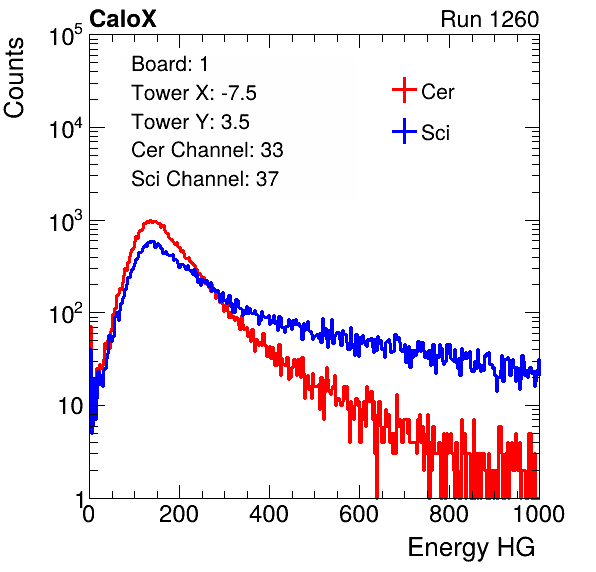 CaloX Run 1260
Counts
Board: 1
Tower X: -7.5
Tower Y: 3.5
Cer Channel: 33
Sci Channel: 37
Cer
Sci
10^5
10^4
10^3
10^2
10
1
0 200 400 600 800 1000
Energy HG